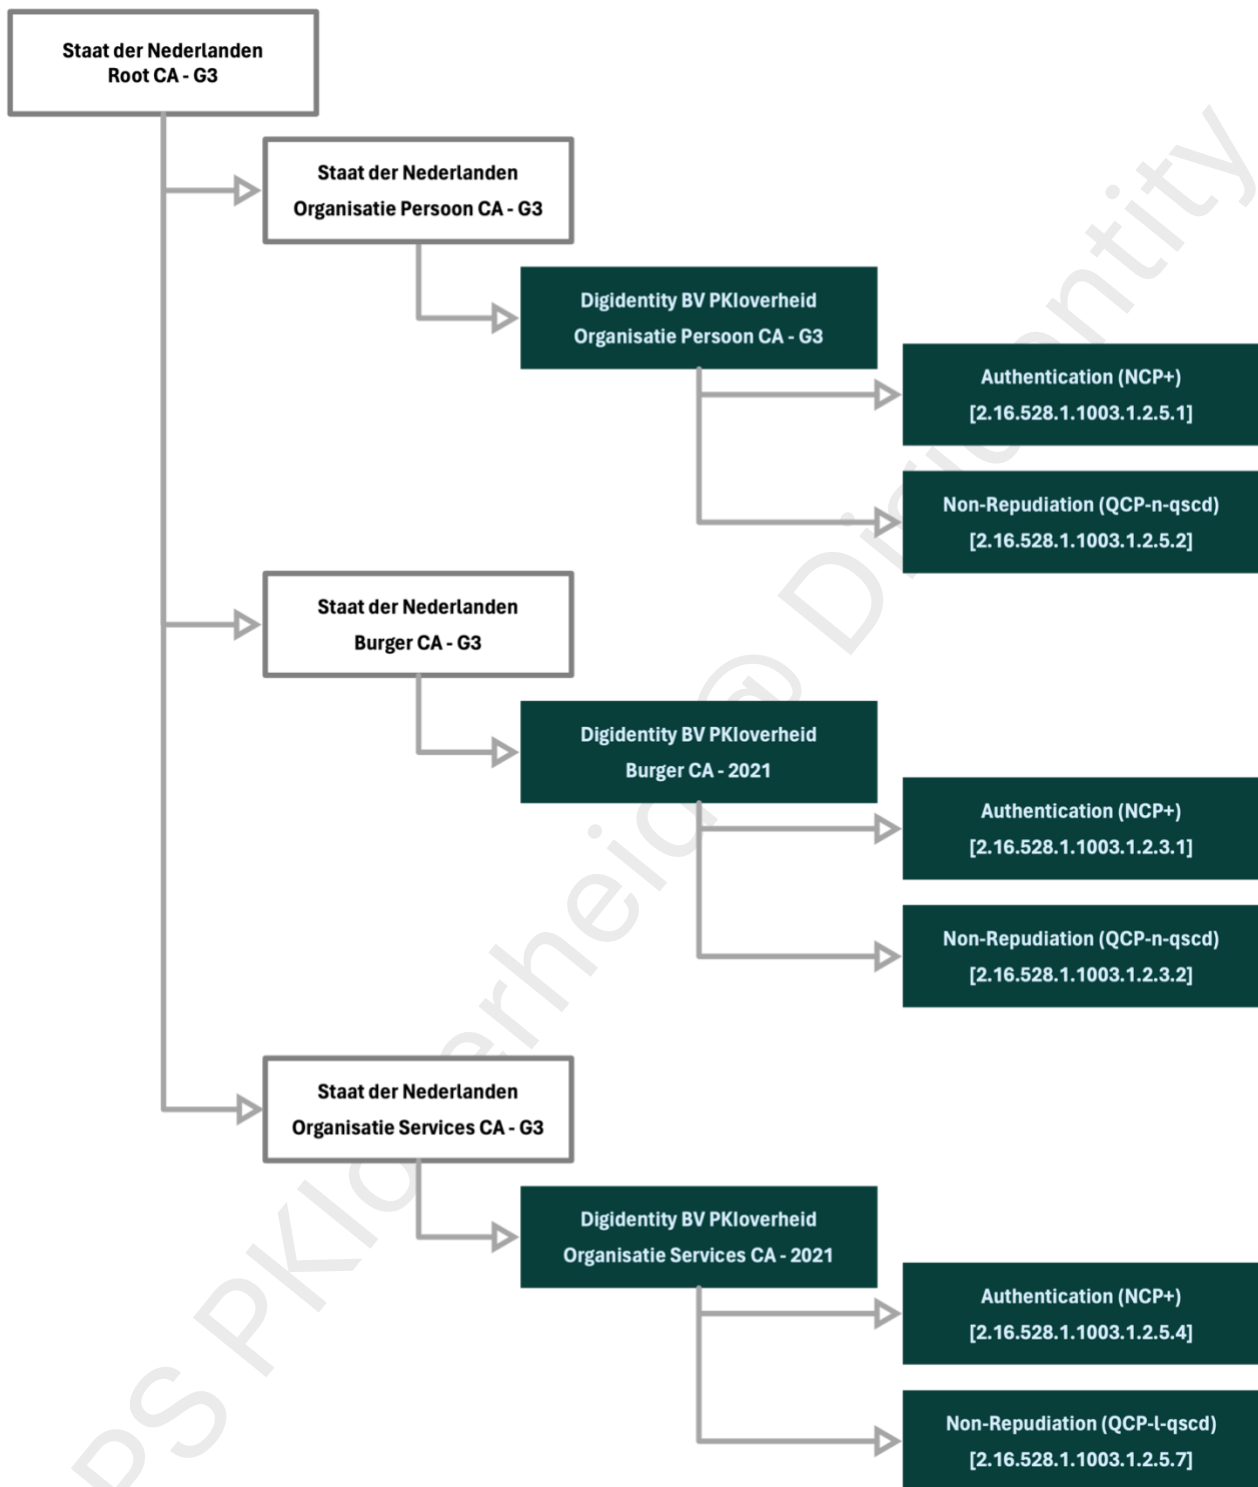 Staat der Nederlanden
Root CA - G3
Staat der Nederlanden
Organisatie Persoon CA - G3
Digidentity BV PKIoverheid
Organisatie Persoon CA - G3
Authentication (NCP+)
[2.16.528.1.1003.1.2.5.1]
Non-Repudiation (QCP-n-qscd)
[2.16.528.1.1003.1.2.5.2]
Staat der Nederlanden
Burger CA - G3
Digidentity BV PKIoverheid
Burger CA - 2021
Authentication (NCP+)
[2.16.528.1.1003.1.2.3.1]
Non-Repudiation (QCP-n-qscd)
[2.16.528.1.1003.1.2.3.2]
Staat der Nederlanden
Organisatie Services CA - G3
Digidentity BV PKIoverheid
Organisatie Services CA - 2021
Authentication (NCP+)
[2.16.528.1.1003.1.2.5.4]
Non-Repudiation (QCP-l-qscd)
[2.16.528.1.1003.1.2.5.7]
PS PKIoverheid@ Digidentity